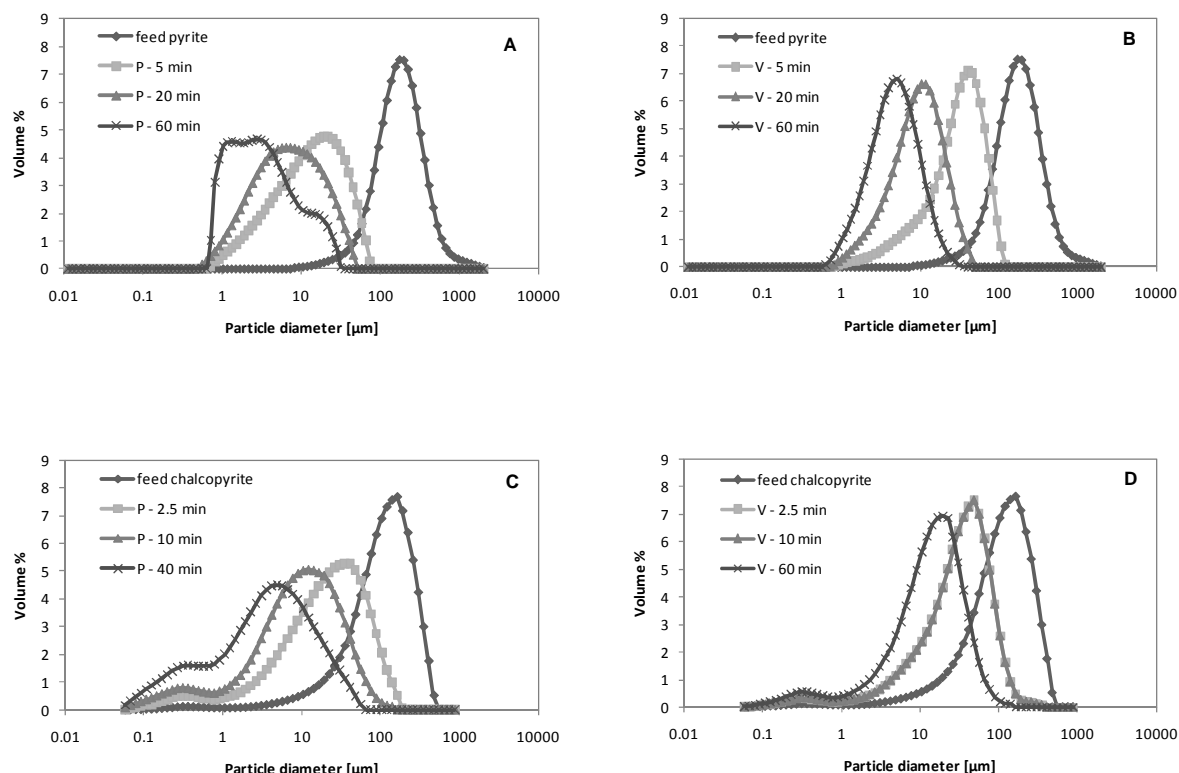 A
feed pyrite
P - 5 min
P - 20 min
P - 60 min
Volume %
9
8
7
6
5
4
3
2
1
0
0.01 0.1 1 10 100 1000 10000
Particle diameter [µm]
B
feed pyrite
V - 5 min
V - 20 min
V - 60 min
Volume %
9
8
7
6
5
4
3
2
1
0
0.01 0.1 1 10 100 1000 10000
Particle diameter [µm]
C
feed chalcopyrite
P - 2.5 min
P - 10 min
P - 40 min
Volume %
9
8
7
6
5
4
3
2
1
0
0.01 0.1 1 10 100 1000 10000
Particle diameter [µm]
D
feed chalcopyrite
V - 2.5 min
V - 10 min
V - 60 min
Volume %
9
8
7
6
5
4
3
2
1
0
0.01 0.1 1 10 100 1000 10000
Particle diameter [µm]